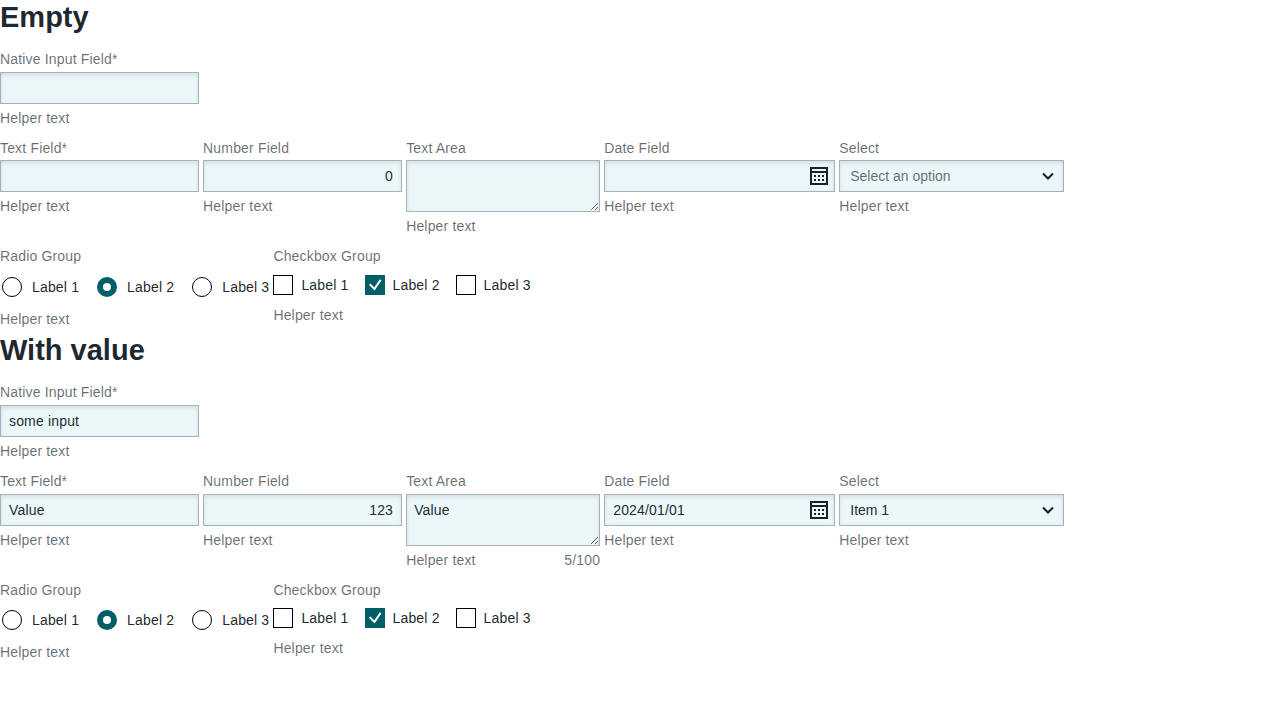 Empty
Native Input Field*
Helper text
Text Field* Number Field Text Area Date Field Select
0 Select an option
Helper text Helper text Helper text Helper text
Helper text
Radio Group Checkbox Group
Label 1 Label 2 Label 3 Label 1 Label 2 Label 3
Helper text Helper text
With value
Native Input Field*
some input
Helper text
Text Field* Number Field Text Area Date Field Select
Value 123 Value 2024/01/01 Item 1
Helper text Helper text Helper text Helper text
Helper text 5/100
Radio Group Checkbox Group
Label 1 Label 2 Label 3 Label 1 Label 2 Label 3
Helper text Helper text